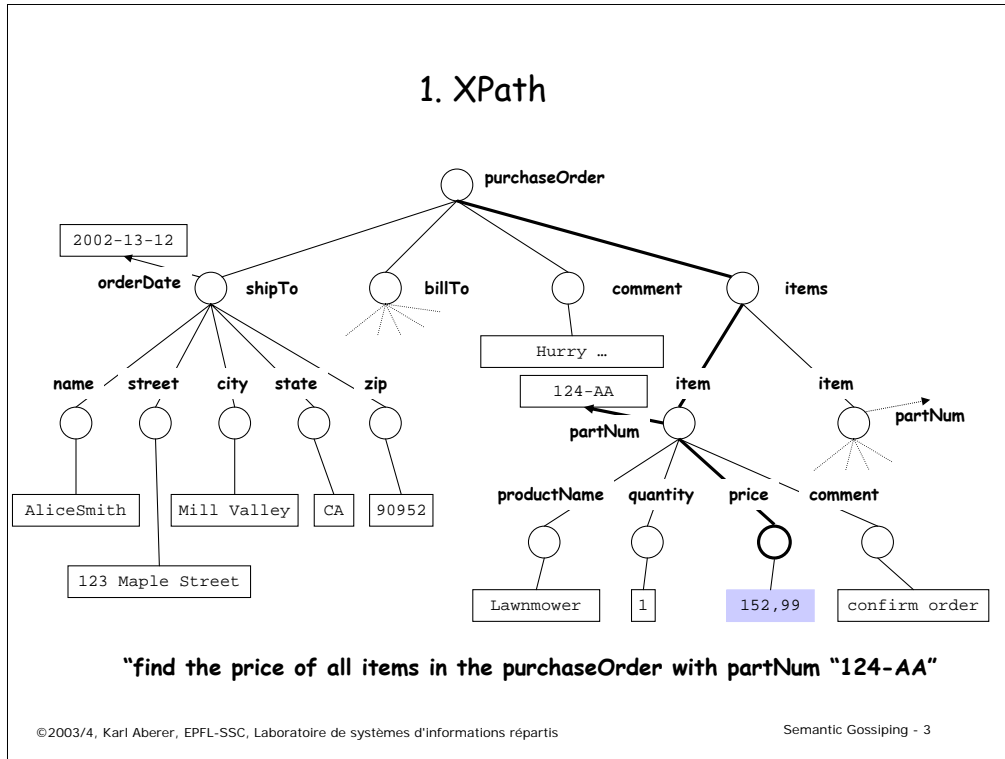 1. XPath
purchaseOrder
2002-13-12
orderDate
shipTo
billTo
comment
items
Hurry …
name
street
city
state
zip
124-AA
item
item
partNum
partNum
productName
quantity
price
comment
AliceSmith
Mill Valley
CA
90952
123 Maple Street
Lawnmower
1
152,99
confirm order
“find the price of all items in the purchaseOrder with partNum “124-AA”
©2003/4, Karl Aberer, EPFL-SSC, Laboratoire de systèmes d'informations répartis
Semantic Gossiping - 3